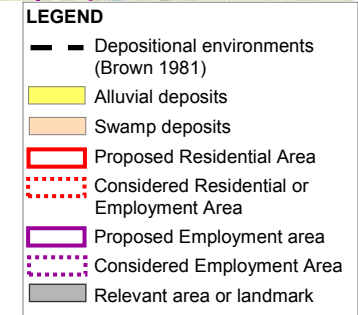 LEGEND
Depositional environments
(Brown 1981)
Alluvial deposits
Swamp deposits
Proposed Residential Area
Considered Residential or
Employment Area
Proposed Employment area
Considered Employment Area
Relevant area or landmark